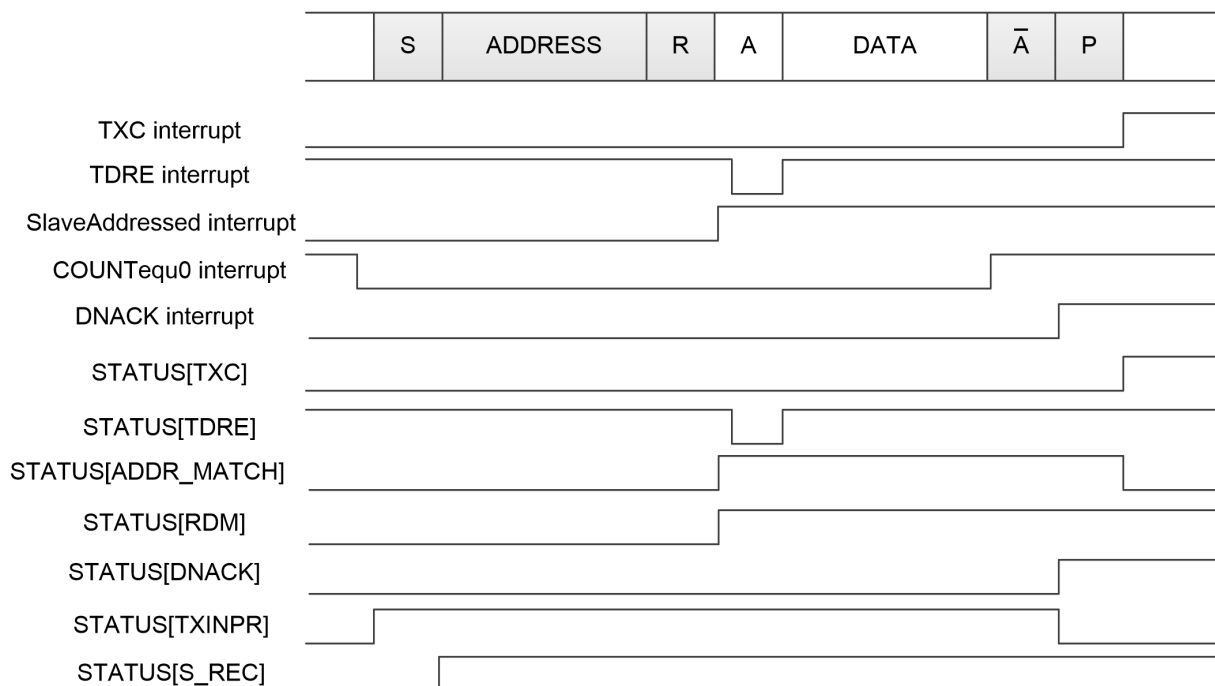 S ADDRESS R A DATA A̅ P
TXC interrupt
TDRE interrupt
SlaveAddressed interrupt
COUNTequ0 interrupt
DNACK interrupt
STATUS[TXC]
STATUS[TDRE]
STATUS[ADDR_MATCH]
STATUS[RDM]
STATUS[DNACK]
STATUS[TXINPR]
STATUS[S_REC]